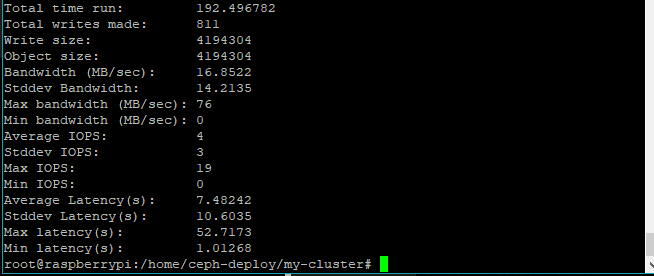 Total time run: 192.496782
Total writes made: 811
Write size: 4194304
Object size: 4194304
Bandwidth (MB/sec): 16.8522
Stddev Bandwidth: 14.2135
Max bandwidth (MB/sec): 76
Min bandwidth (MB/sec): 0
Average IOPS: 4
Stddev IOPS: 3
Max IOPS: 19
Min IOPS: 0
Average Latency(s): 7.48242
Stddev Latency(s): 10.6035
Max latency(s): 52.7173
Min latency(s): 1.01268
root@raspberrypi:/home/ceph-deploy/my-cluster#